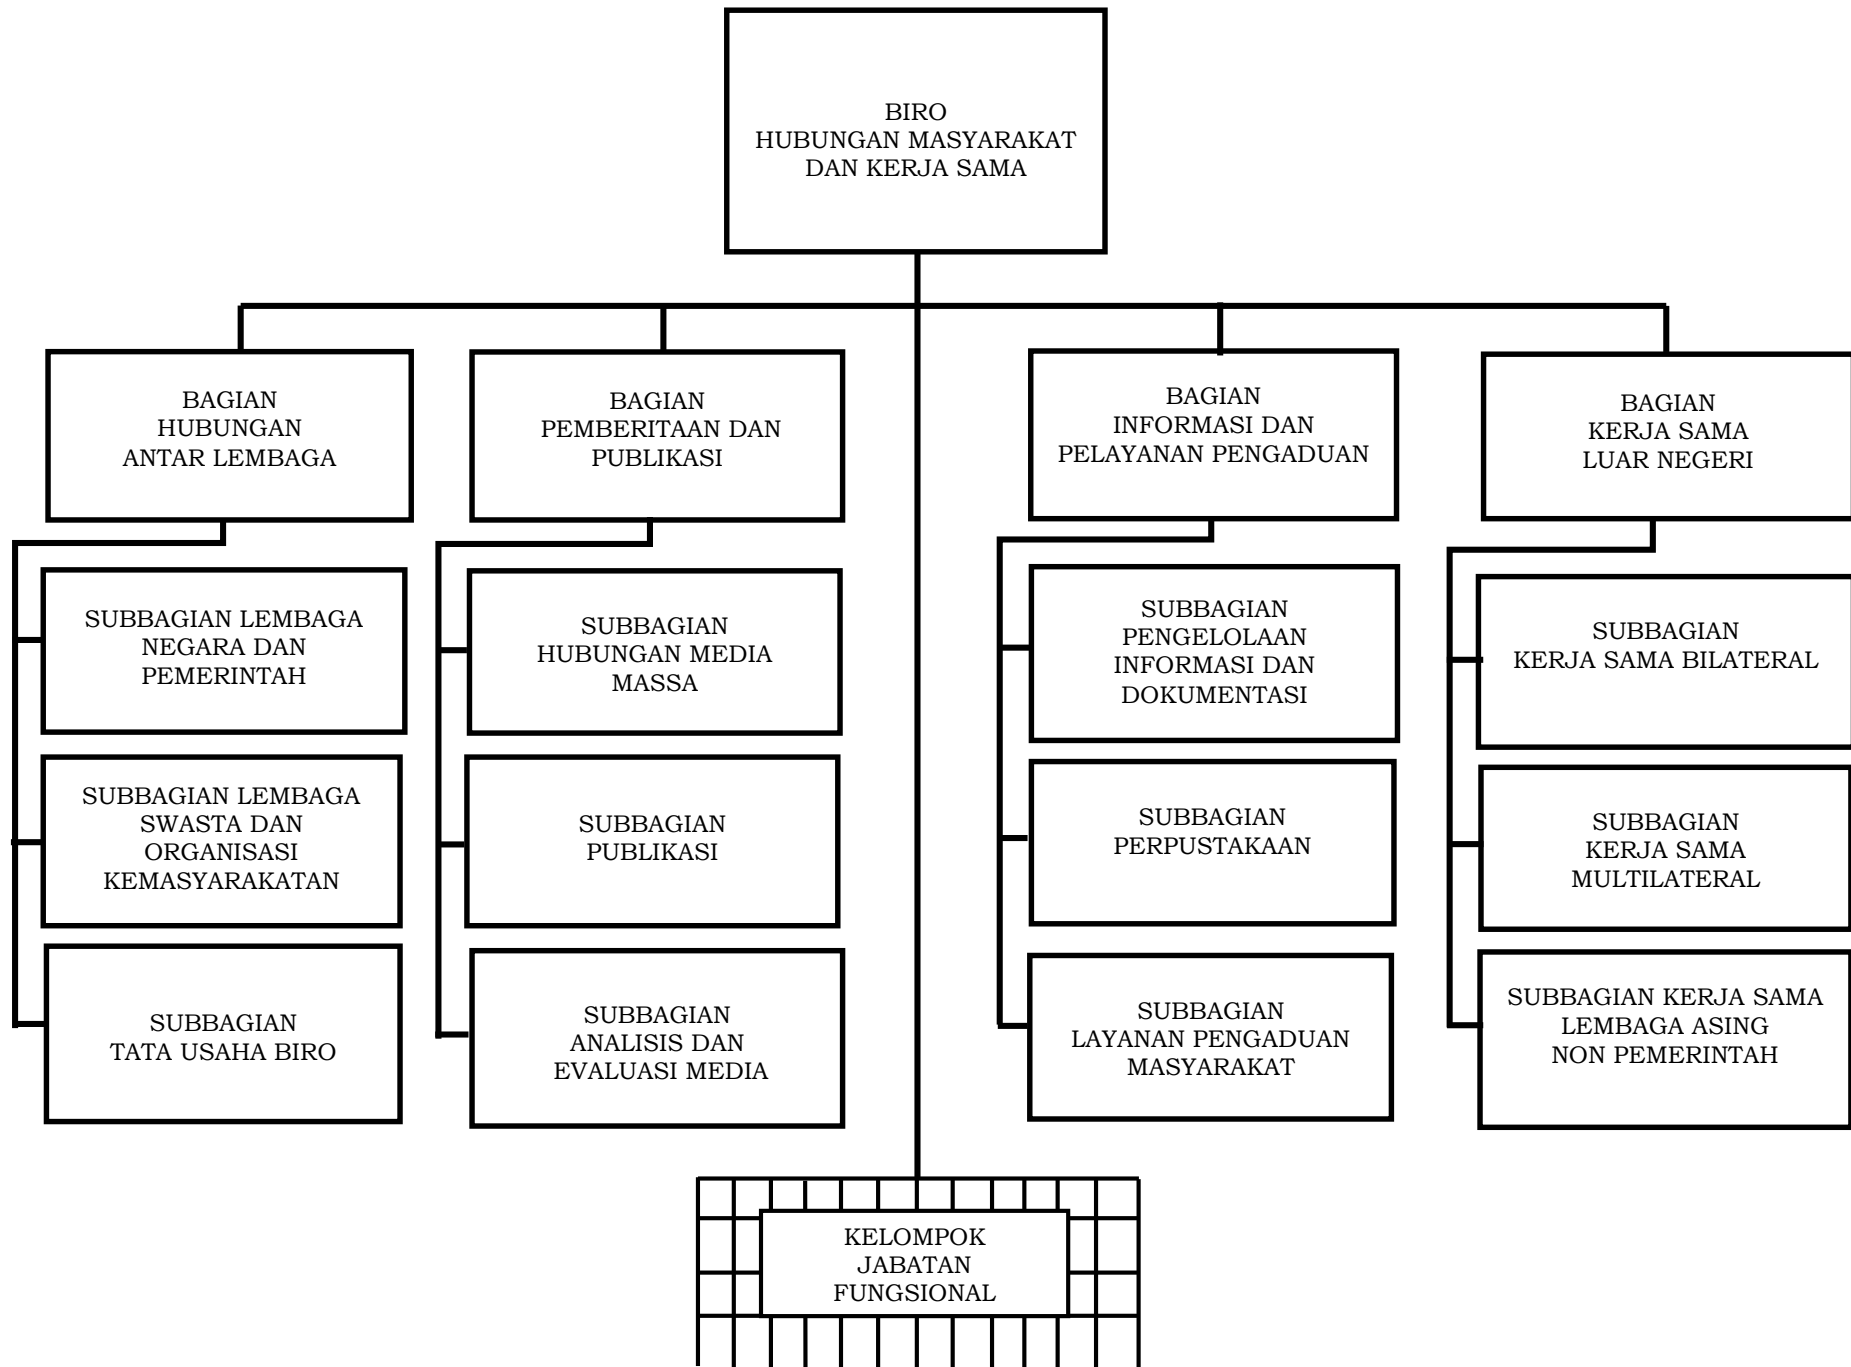 BIRO
HUBUNGAN MASYARAKAT
DAN KERJA SAMA
BAGIAN
HUBUNGAN
ANTAR LEMBAGA
BAGIAN
PEMBERITAAN DAN
PUBLIKASI
BAGIAN
INFORMASI DAN
PELAYANAN PENGADUAN
BAGIAN
KERJA SAMA
LUAR NEGERI
SUBBAGIAN LEMBAGA
NEGARA DAN
PEMERINTAH
SUBBAGIAN LEMBAGA
SWASTA DAN
ORGANISASI
KEMASYARAKATAN
SUBBAGIAN
TATA USAHA BIRO
SUBBAGIAN
HUBUNGAN MEDIA
MASSA
SUBBAGIAN
PUBLIKASI
SUBBAGIAN
ANALISIS DAN
EVALUASI MEDIA
SUBBAGIAN
PENGELOLAAN
INFORMASI DAN
DOKUMENTASI
SUBBAGIAN
PERPUSTAKAAN
SUBBAGIAN
LAYANAN PENGADUAN
MASYARAKAT
SUBBAGIAN
KERJA SAMA BILATERAL
SUBBAGIAN
KERJA SAMA
MULTILATERAL
SUBBAGIAN KERJA SAMA
LEMBAGA ASING
NON PEMERINTAH
KELOMPOK
JABATAN
FUNGSIONAL